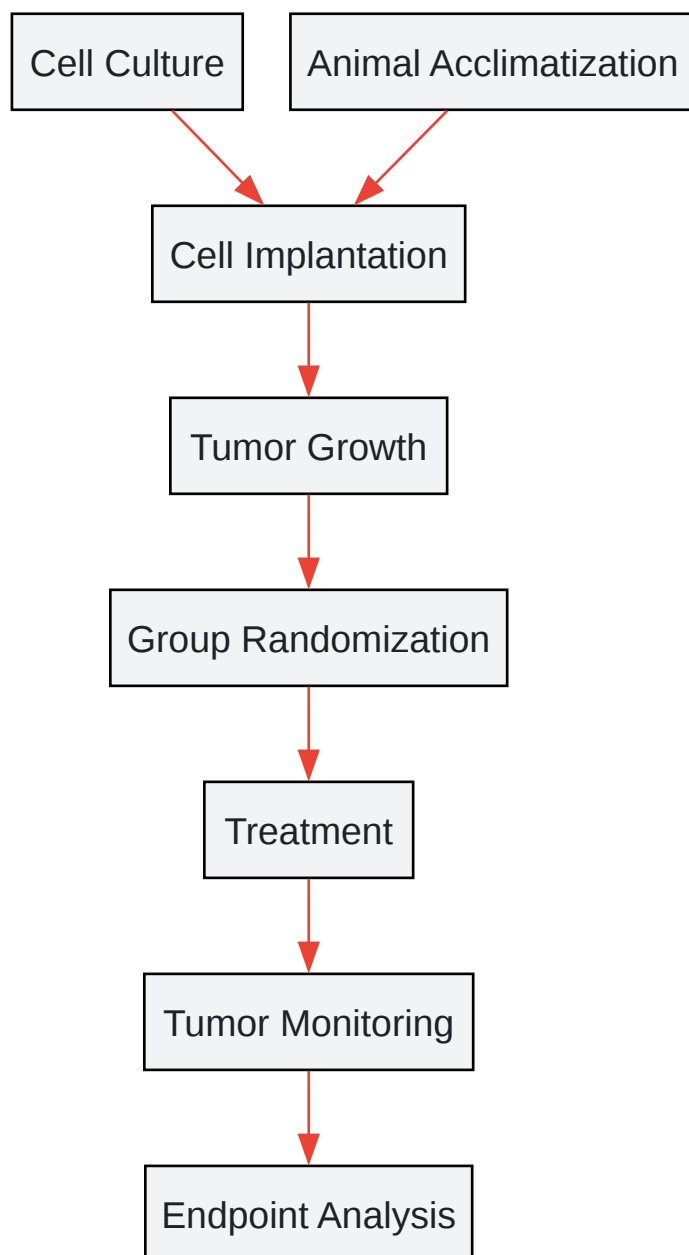 Cell Culture
Animal Acclimatization
Cell Implantation
Tumor Growth
Group Randomization
Treatment
Tumor Monitoring
Endpoint Analysis